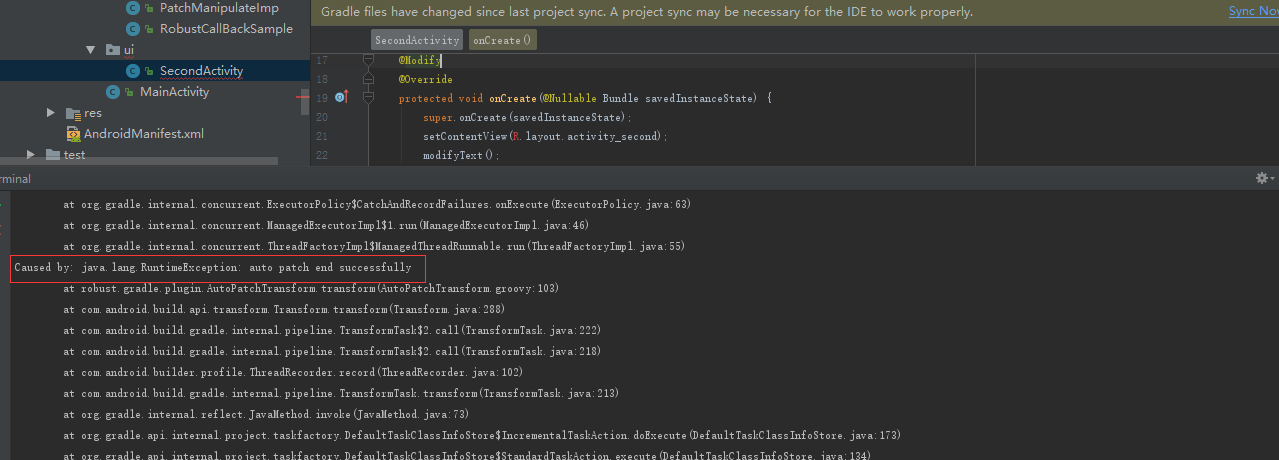 PatchManipulateImp
RobustCallBackSample
ui
SecondActivity
MainActivity
res
AndroidManifest.xml
test
Gradle files have changed since last project sync. A project sync may be necessary for the IDE to work properly.
Sync Now
SecondActivity onCreate()
17 @Modify
18 @Override
19 protected void onCreate(@Nullable Bundle savedInstanceState) {
20 super.onCreate(savedInstanceState);
21 setContentView(R.layout.activity_second);
22 modifyText();
rminal
at org.gradle.internal.concurrent.ExecutorPolicy$CatchAndRecordFailures.onExecute(ExecutorPolicy.java:63)
at org.gradle.internal.concurrent.ManagedExecutorImpl$1.run(ManagedExecutorImpl.java:46)
at org.gradle.internal.concurrent.ThreadFactoryImpl$ManagedThreadRunnable.run(ThreadFactoryImpl.java:55)
Caused by: java.lang.RuntimeException: auto patch end successfully
at robust.gradle.plugin.AutoPatchTransform.transform(AutoPatchTransform.groovy:103)
at com.android.build.api.transform.Transform.transform(Transform.java:288)
at com.android.build.gradle.internal.pipeline.TransformTask$2.call(TransformTask.java:222)
at com.android.build.gradle.internal.pipeline.TransformTask$2.call(TransformTask.java:218)
at com.android.builder.profile.ThreadRecorder.record(ThreadRecorder.java:102)
at com.android.build.gradle.internal.pipeline.TransformTask.transform(TransformTask.java:213)
at org.gradle.internal.reflect.JavaMethod.invoke(JavaMethod.java:73)
at org.gradle.api.internal.project.taskfactory.DefaultTaskClassInfoStore$IncrementalTaskAction.doExecute(DefaultTaskClassInfoStore.java:173)
at org.gradle.api.internal.project.taskfactory.DefaultTaskClassInfoStore$StandardTaskAction.execute(DefaultTaskClassInfoStore.java:134)